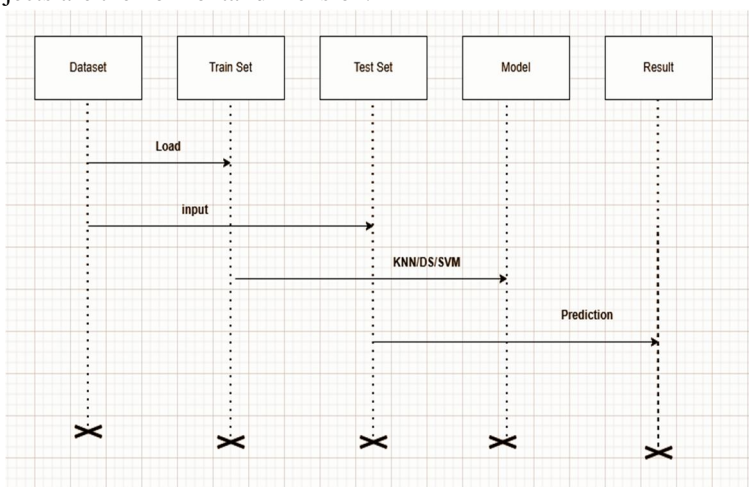 Dataset
Train Set
Test Set
Model
Result
Load
input
KNN/DS/SVM
Prediction